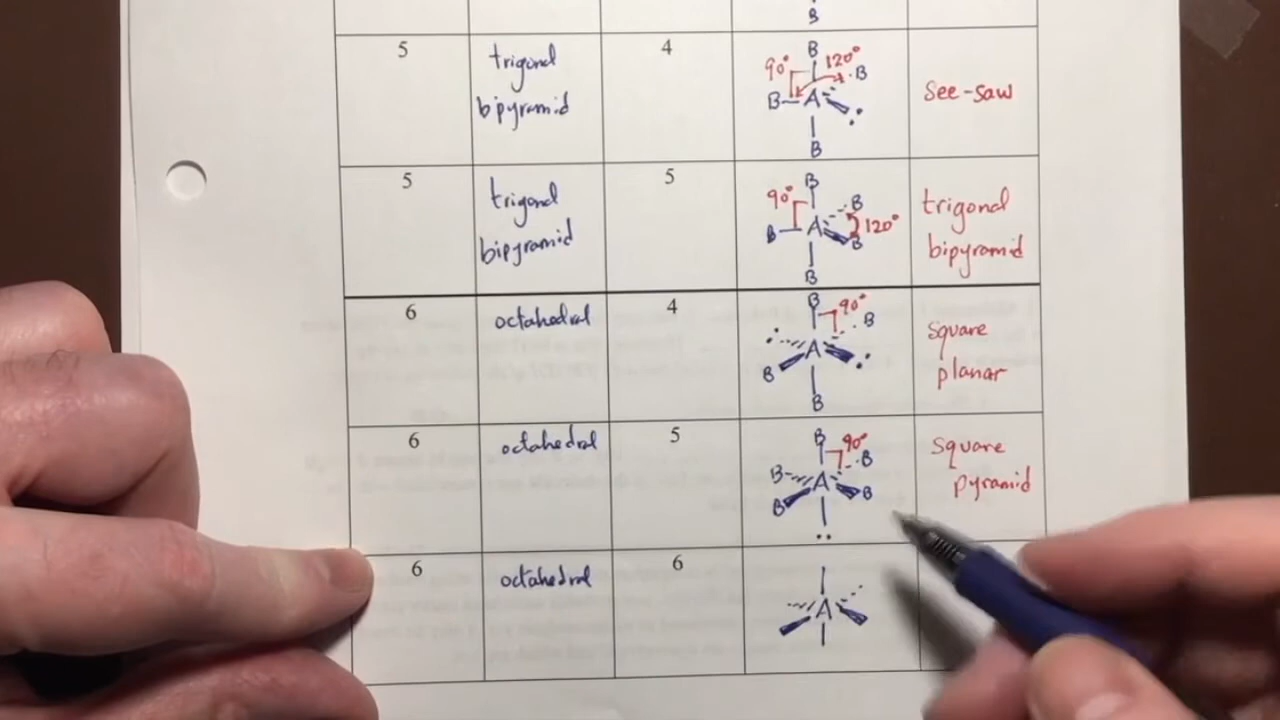 B
5
trigonal
bipyramid
4
B
90°
120°
B
B
A
:
B
see-saw
5
trigonal
bipyramid
5
B
90°
B
B
A
120°
B
B
trigonal
bipyramid
6
octahedral
4
B
90°
B
:
A
:
B
B
square
planar
6
octahedral
5
B
90°
B
B
A
B
B
..
square
pyramid
6
octahedral
6
A